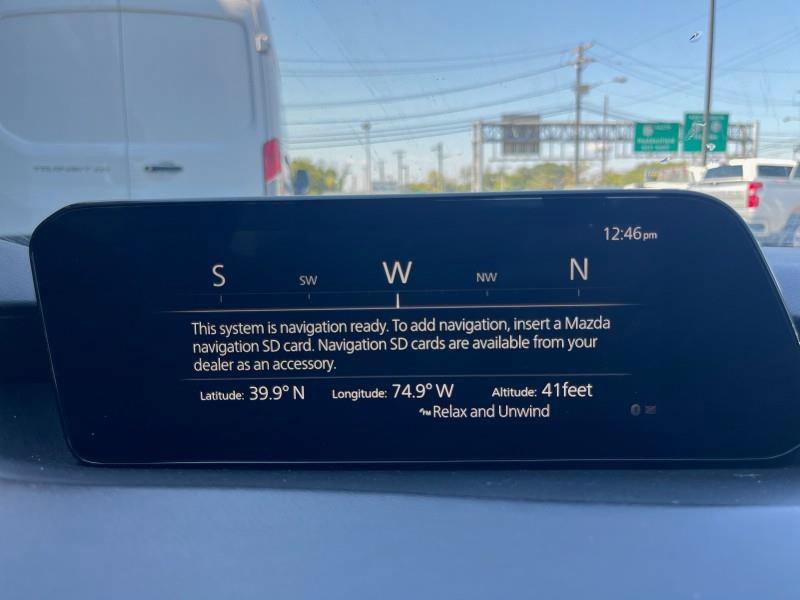 12:46pm
S SW W NW N
This system is navigation ready. To add navigation, insert a Mazda
navigation SD card. Navigation SD cards are available from your
dealer as an accessory.
Latitude: 39.9° N Longitude: 74.9° W Altitude: 41feet
Relax and Unwind